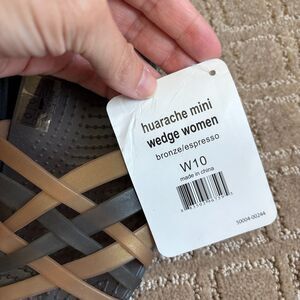 huarache mini
wedge women
bronze/espresso
W10
made in china
50004-00244